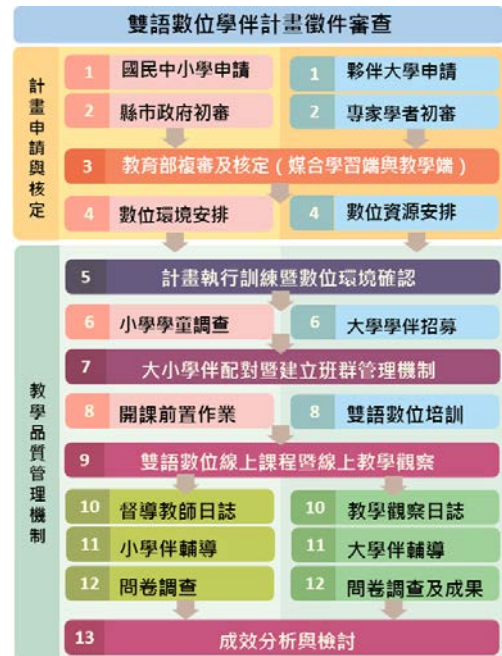 雙語數位學伴計畫徵件審查
計畫申請與核定
1 國民中小學申請
1 夥伴大學申請
2 縣市政府初審
2 專家學者初審
3 教育部複審及核定(媒合學習端與教學端)
4 數位環境安排
4 數位資源安排
教學品質管理機制
5 計畫執行訓練暨數位環境確認
6 小學學童調查
6 大學學伴招募
7 大小學伴配對暨建立班群管理機制
8 開課前置作業
8 雙語數位培訓
9 雙語數位線上課程暨線上教學觀察
10 督導教師日誌
10 教學觀察日誌
11 小學伴輔導
11 大學伴輔導
12 問卷調查
12 問卷調查及成果
13 成效分析與檢討